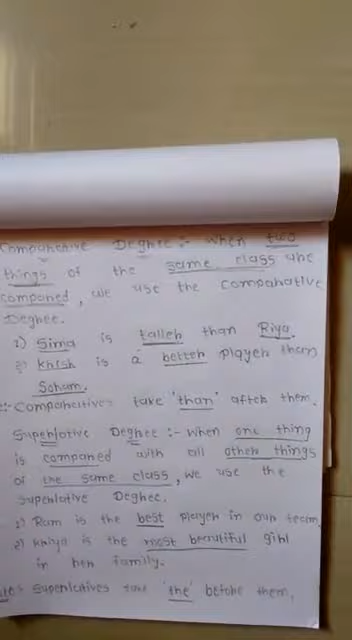 Comparative Degree :- When two
things of the same class are
compared, we use the comparative
Degree.
1) Sima is taller than Riya.
2) Krish is a better player than
Soham.
:- Comparatives take 'than' after them.
Superlative Degree :- When one thing
is compared with all other things
of the same class, we use the
superlative Degree.
1) Ram is the best player in our team
2) is the most beautiful girl
in her family.
Superlatives take 'the' before them.